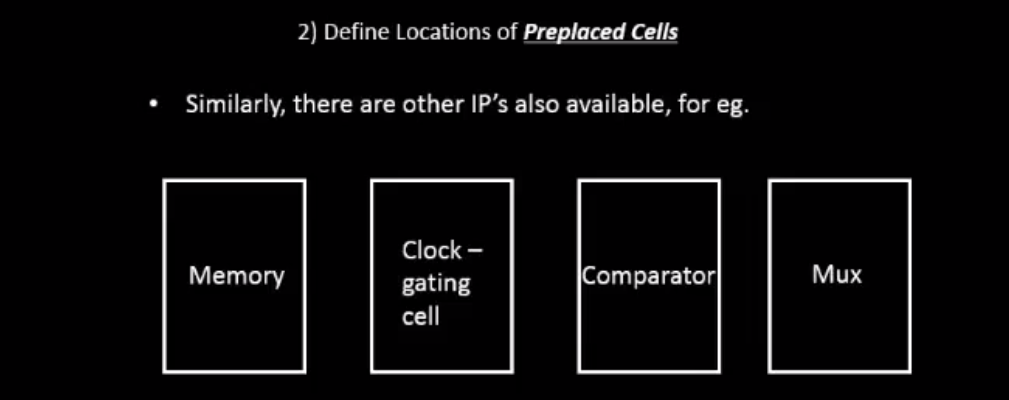 2) Define Locations of Preplaced Cells
• Similarly, there are other IP’s also available, for eg.
Memory
Clock –
gating
cell
Comparator
Mux